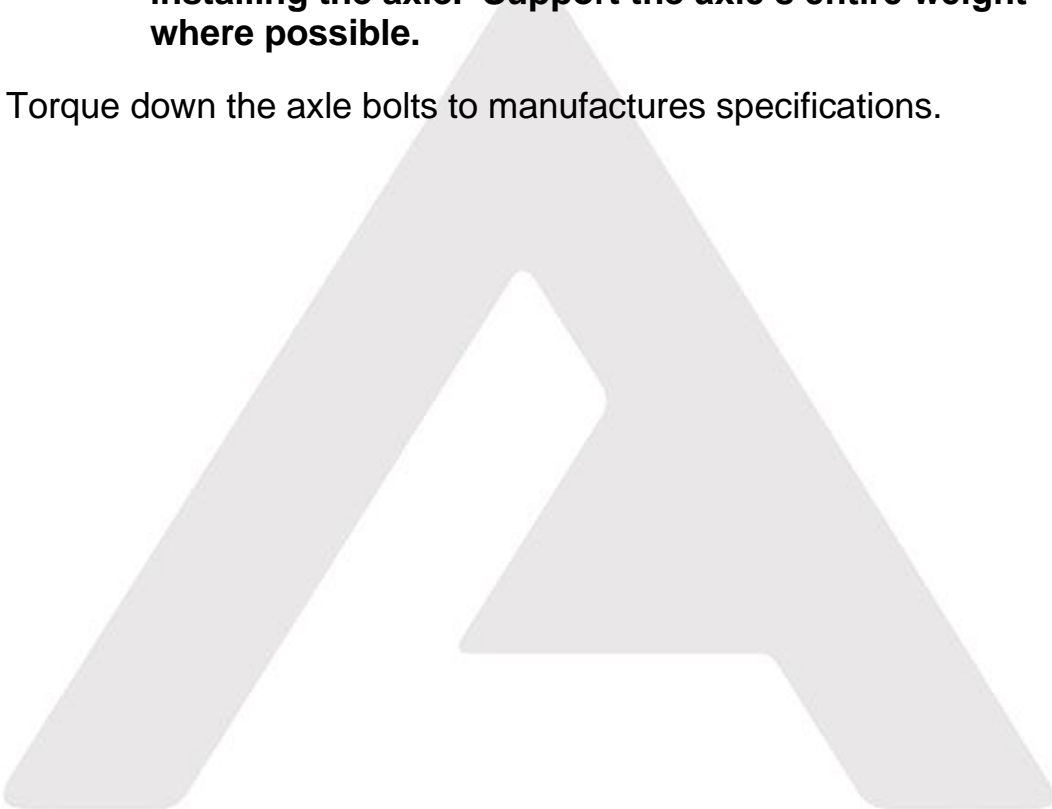 installing the axle. Support the axle's entire weight
where possible.
Torque down the axle bolts to manufactures specifications.